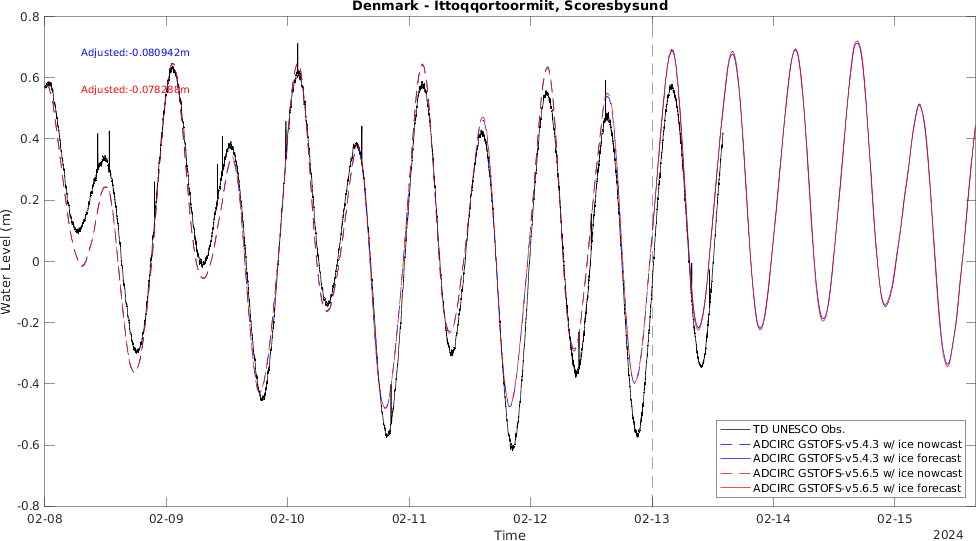 Denmark - Ittoqqortoormiit, Scoresbysund
Adjusted:-0.080942m
Adjusted:-0.078288m
Water Level (m)
0.8
0.6
0.4
0.2
0
-0.2
-0.4
-0.6
-0.8
TD UNESCO Obs.
ADCIRC GSTOFS-v5.4.3 w/ ice nowcast
ADCIRC GSTOFS-v5.4.3 w/ ice forecast
ADCIRC GSTOFS-v5.6.5 w/ ice nowcast
ADCIRC GSTOFS-v5.6.5 w/ ice forecast
02-08 02-09 02-10 02-11 02-12 02-13 02-14 02-15
Time
2024